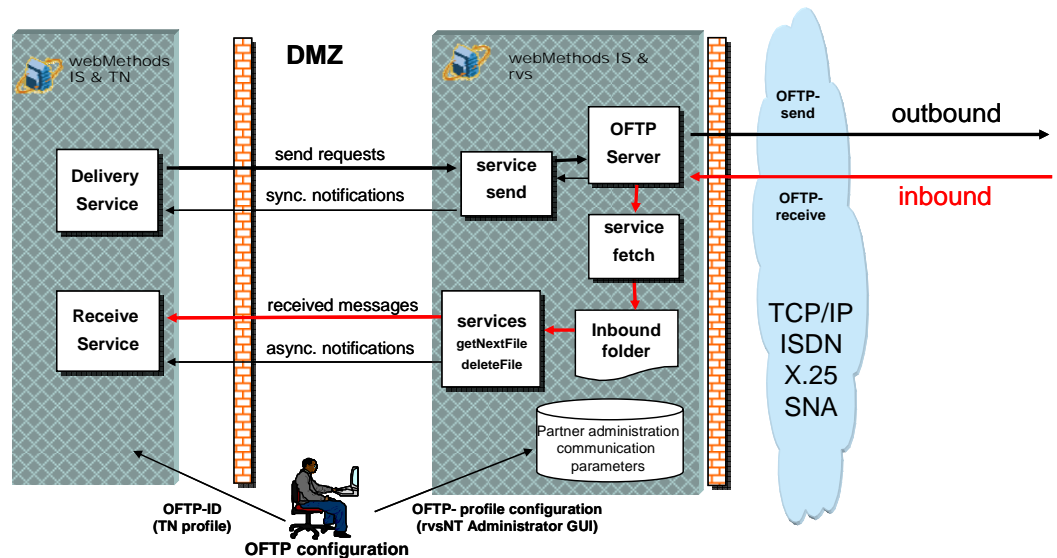 webMethods
IS & TN
DMZ
webMethods IS &
rvs
OFTP-
send
outbound
OFTP
Server
send requests
Delivery
Service
service
send
sync. notifications
inbound
OFTP-
receive
service
fetch
received messages
Receive
Service
services
getNextFile
deleteFile
Inbound
folder
async. notifications
TCP/IP
ISDN
X.25
SNA
Partner administration
communication
parameters
OFTP-ID
(TN profile)
OFTP- profile configuration
(rvsNT Administrator GUI)
OFTP configuration